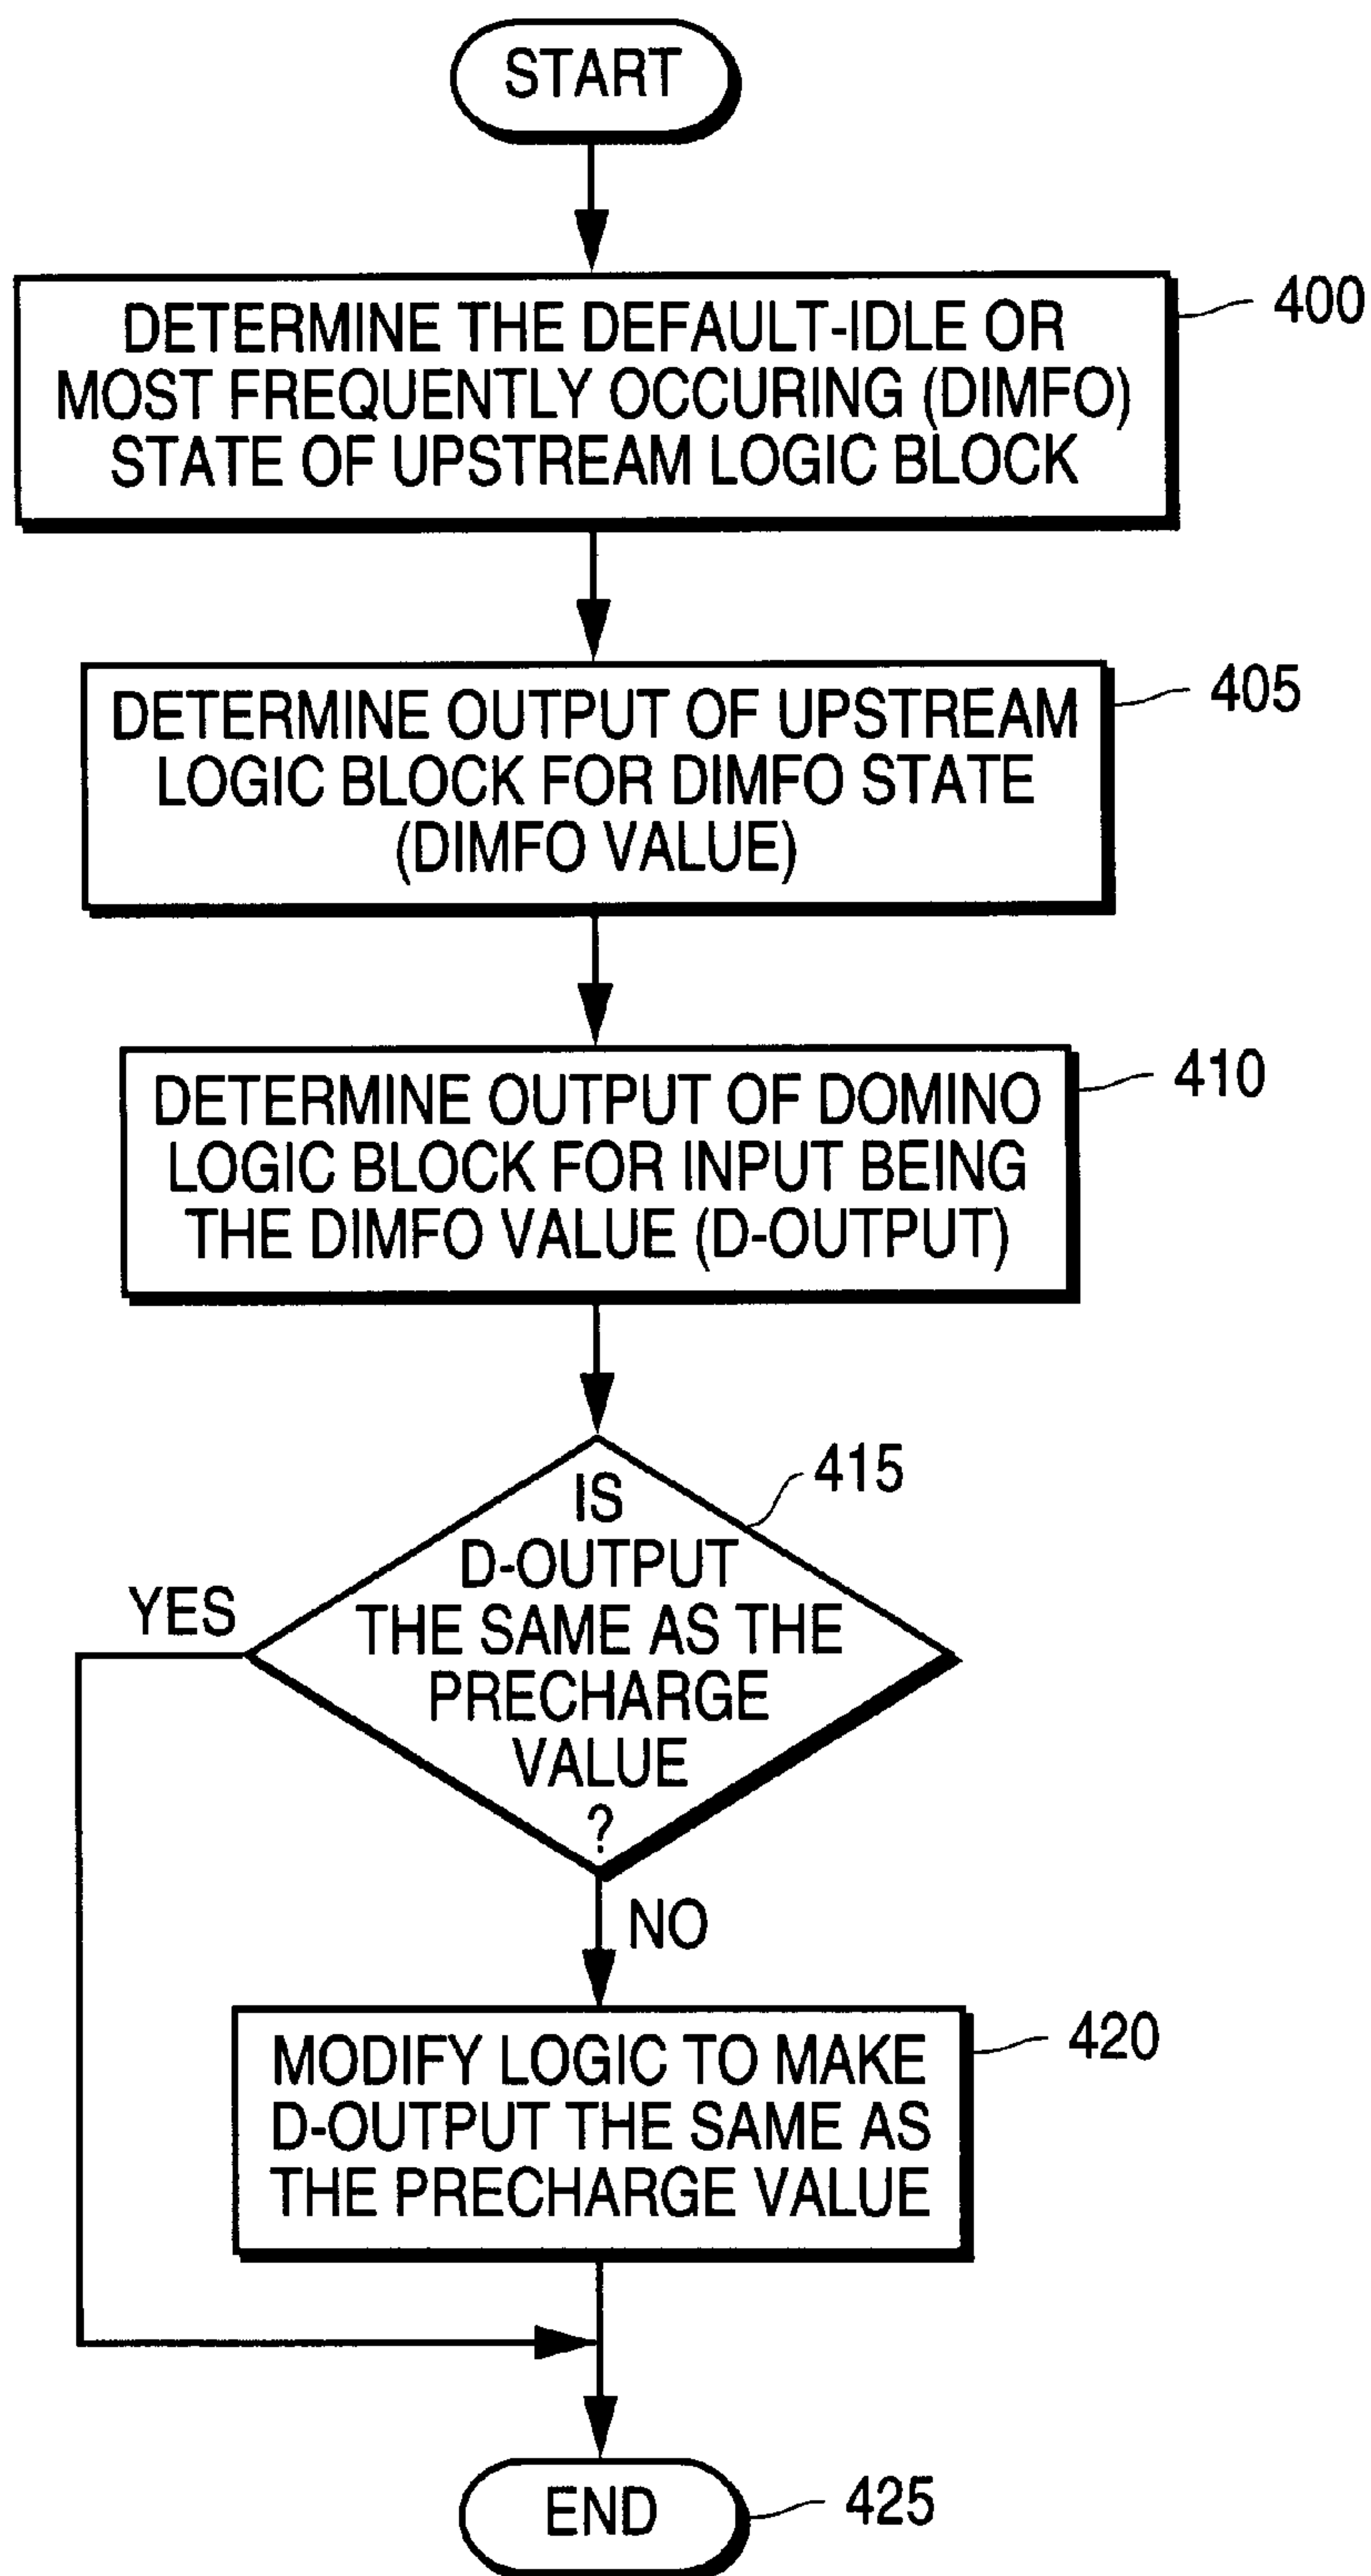 START
DETERMINE THE DEFAULT-IDLE OR
MOST FREQUENTLY OCCURING (DIMFO)
STATE OF UPSTREAM LOGIC BLOCK
400
DETERMINE OUTPUT OF UPSTREAM
LOGIC BLOCK FOR DIMFO STATE
(DIMFO VALUE)
405
DETERMINE OUTPUT OF DOMINO
LOGIC BLOCK FOR INPUT BEING
THE DIMFO VALUE (D-OUTPUT)
410
IS
D-OUTPUT
THE SAME AS THE
PRECHARGE
VALUE
?
415
YES
NO
MODIFY LOGIC TO MAKE
D-OUTPUT THE SAME AS
THE PRECHARGE VALUE
420
END
425